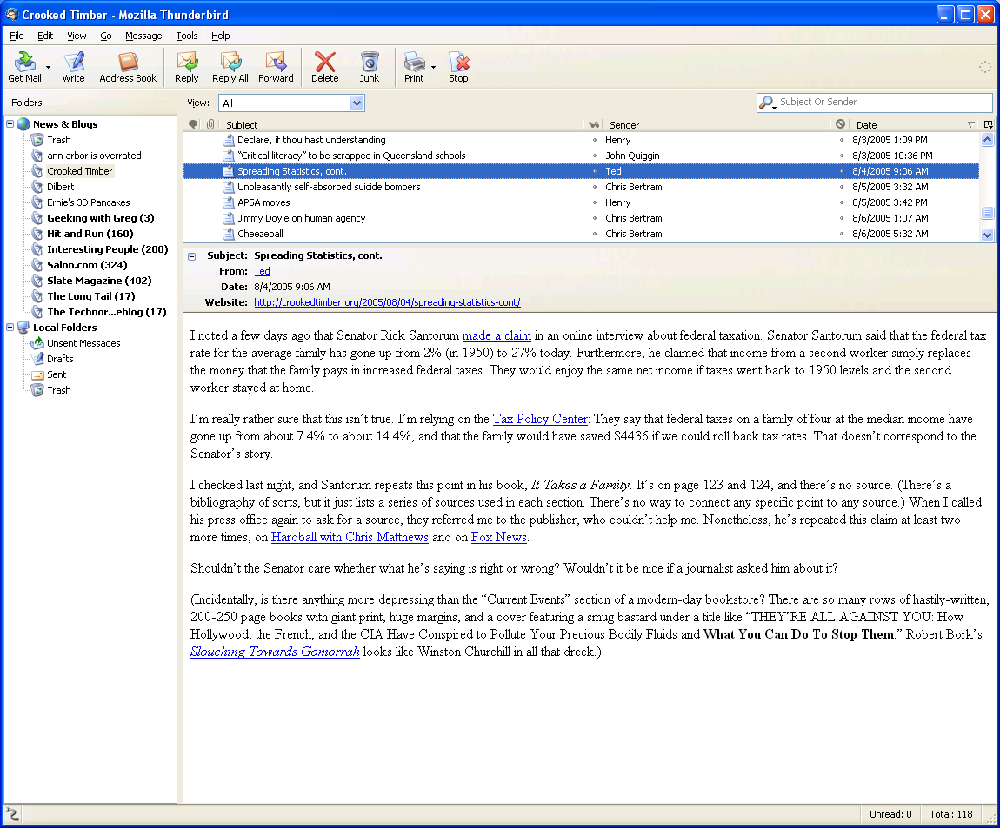 Crooked Timber - Mozilla Thunderbird
File Edit View Go Message Tools Help
Get Mail Write Address Book Reply Reply All Forward Delete Junk Print Stop
Folders
View: All Subject Or Sender
News & Blogs
Trash
ann arbor is overrated
Crooked Timber
Dilbert
Ernie's 3D Pancakes
Geeking with Greg (3)
Hit and Run (160)
Interesting People (200)
Salon.com (324)
Slate Magazine (402)
The Long Tail (17)
The Technor...eblog (17)
Local Folders
Unsent Messages
Drafts
Sent
Trash
Subject Sender Date
Declare, if thou hast understanding Henry 8/3/2005 1:09 PM
“Critical literacy” to be scrapped in Queensland schools John Quiggin 8/3/2005 10:36 PM
Spreading Statistics, cont. Ted 8/4/2005 9:06 AM
Unpleasantly self-absorbed suicide bombers Chris Bertram 8/5/2005 3:32 AM
APSA moves Henry 8/5/2005 3:42 PM
Jimmy Doyle on human agency Chris Bertram 8/6/2005 1:07 AM
Cheezeball Chris Bertram 8/6/2005 5:32 AM
Subject: Spreading Statistics, cont.
From: Ted
Date: 8/4/2005 9:06 AM
Website: http://crookedtimber.org/2005/08/04/spreading-statistics-cont/
I noted a few days ago that Senator Rick Santorum made a claim in an online interview about federal taxation. Senator Santorum said that the federal tax
rate for the average family has gone up from 2% (in 1950) to 27% today. Furthermore, he claimed that income from a second worker simply replaces
the money that the family pays in increased federal taxes. They would enjoy the same net income if taxes went back to 1950 levels and the second
worker stayed at home.
I’m really rather sure that this isn’t true. I’m relying on the Tax Policy Center: They say that federal taxes on a family of four at the median income have
gone up from about 7.4% to about 14.4%, and that the family would have saved $4436 if we could roll back tax rates. That doesn’t correspond to the
Senator’s story.
I checked last night, and Santorum repeats this point in his book, It Takes a Family. It’s on page 123 and 124, and there’s no source. (There’s a
bibliography of sorts, but it just lists a series of sources used in each section. There’s no way to connect any specific point to any source.) When I called
his press office again to ask for a source, they referred me to the publisher, who couldn’t help me. Nonetheless, he’s repeated this claim at least two
more times, on Hardball with Chris Matthews and on Fox News.
Shouldn’t the Senator care whether what he’s saying is right or wrong? Wouldn’t it be nice if a journalist asked him about it?
(Incidentally, is there anything more depressing than the “Current Events” section of a modern-day bookstore? There are so many rows of hastily-written,
200-250 page books with giant print, huge margins, and a cover featuring a smug bastard under a title like “THEY’RE ALL AGAINST YOU: How
Hollywood, the French, and the CIA Have Conspired to Pollute Your Precious Bodily Fluids and What You Can Do To Stop Them.” Robert Bork’s
Slouching Towards Gomorrah looks like Winston Churchill in all that dreck.)
Unread: 0 Total: 118